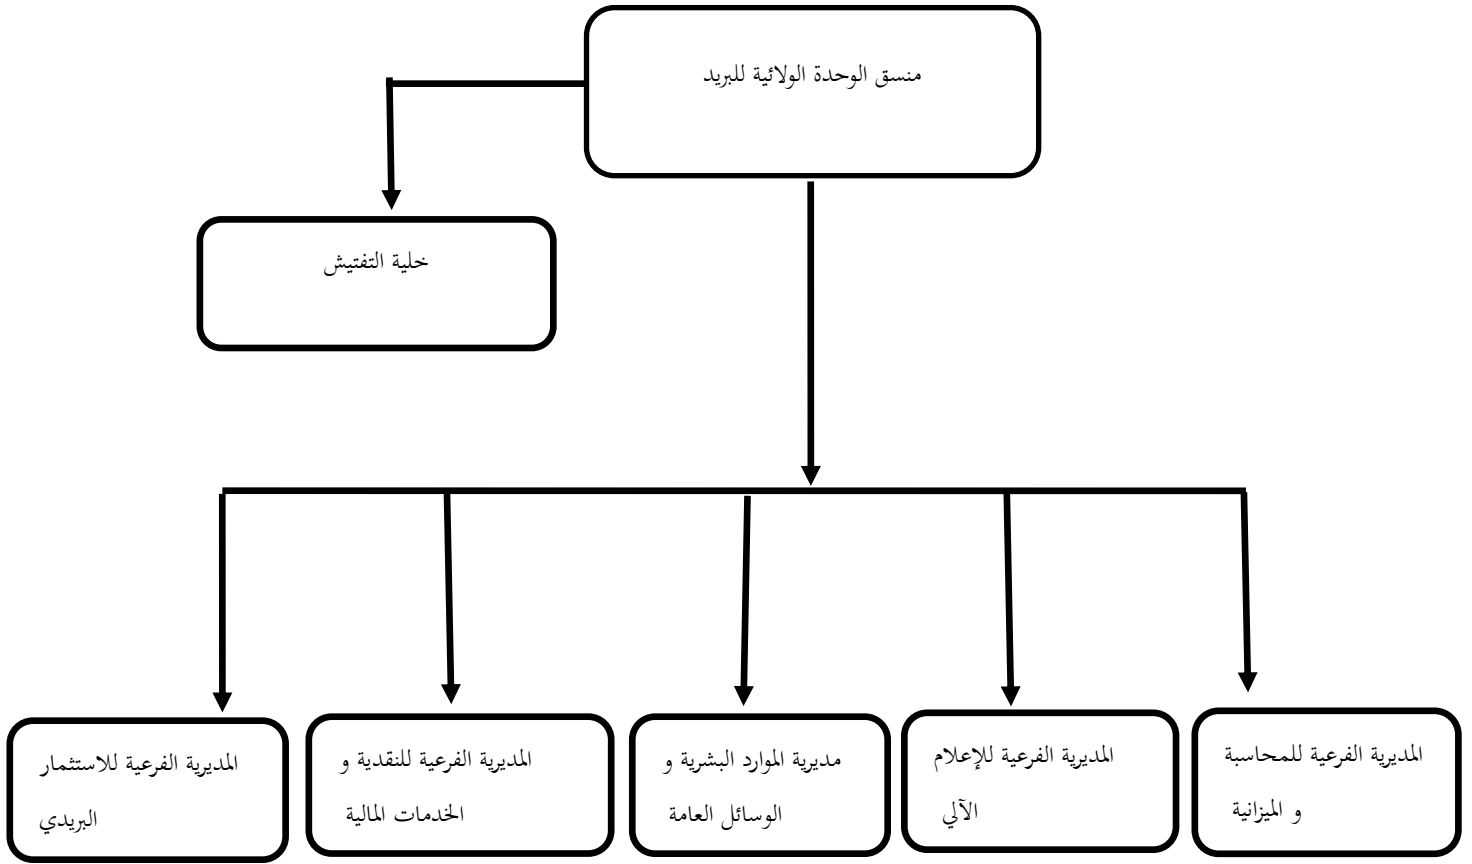 منسق الوحدة الولائية للبريد
خلية التفتيش
المديرية الفرعية للمحاسبة
و الميزانية
المديرية الفرعية للإعلام
الآلي
مديرية الموارد البشرية و
الوسائل العامة
المديرية الفرعية للنقدية و
الخدمات المالية
المديرية الفرعية للاستثمار
البريدي